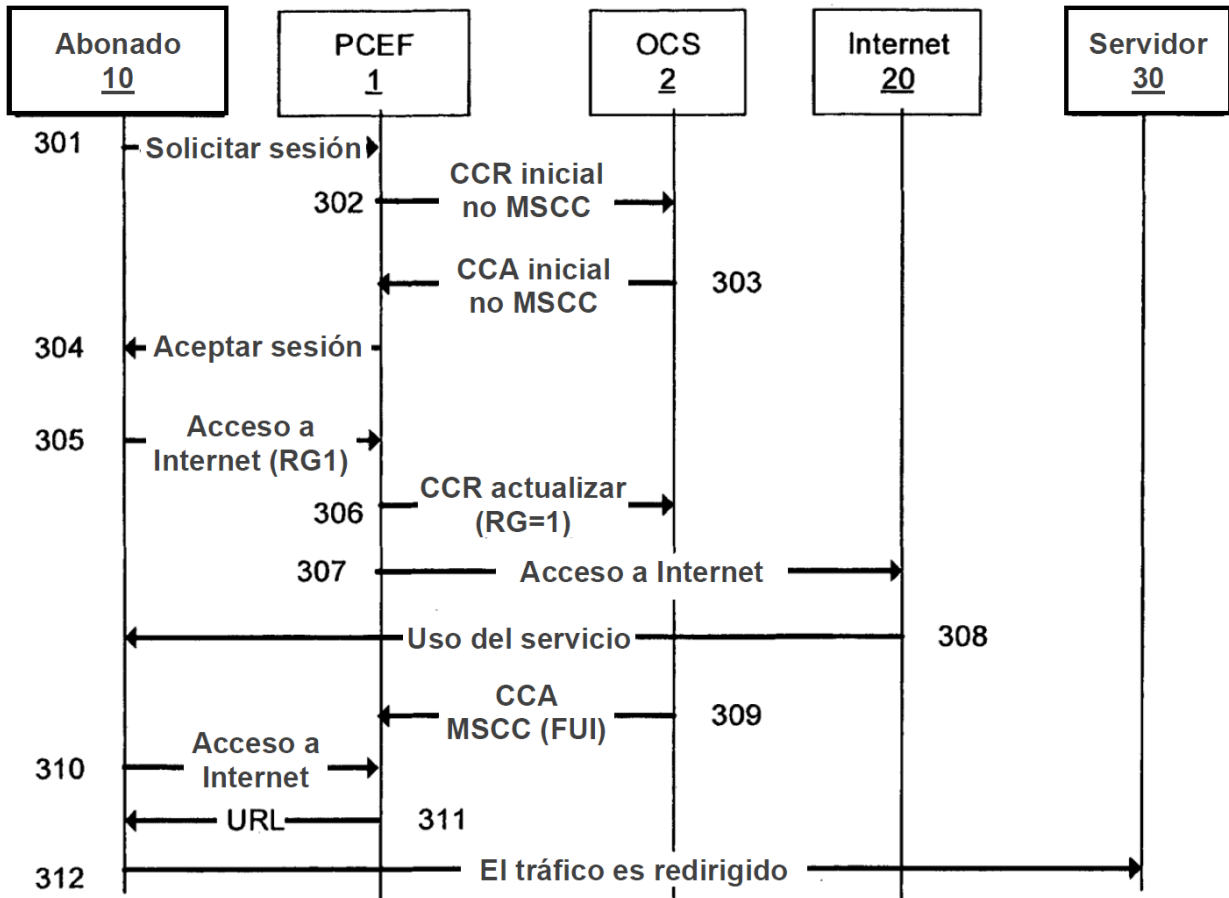 Abonado
10
PCEF
1
OCS
2
Internet
20
Servidor
30
301
Solicitar sesión
302
CCR inicial
no MSCC
CCA inicial
no MSCC
303
304
Aceptar sesión
305
Acceso a
Internet (RG1)
306
CCR actualizar
(RG=1)
307
Acceso a Internet
Uso del servicio
308
CCA
MSCC (FUI)
309
310
Acceso a
Internet
URL
311
312
El tráfico es redirigido